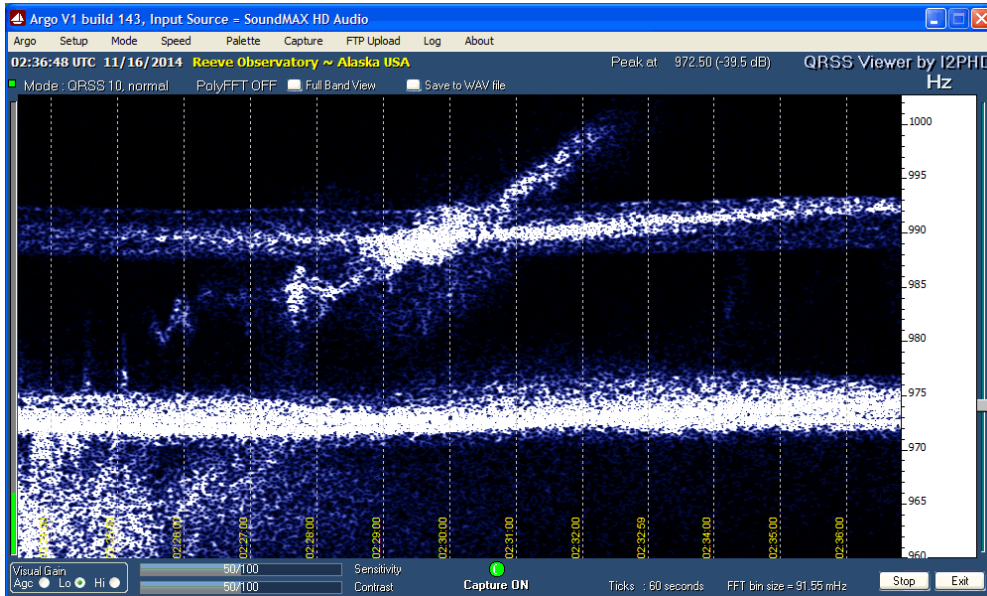 Argo V1 build 143, Input Source = SoundMAX HD Audio
Argo Setup Mode Speed Palette Capture FTP Upload Log About
02:36:48 UTC 11/16/2014 Reeve Observatory ~ Alaska USA Peak at 972.50 (-39.5 dB) QRSS Viewer by I2PHD
Mode : QRSS 10, normal PolyFFT OFF Full Band View Save to WAV file Hz
1000
995
990
985
980
975
970
965
960
02:26:00 02:27:00 02:28:00 02:29:00 02:30:00 02:31:00 02:32:00 02:32:59 02:34:00 02:35:00 02:36:00
Visual Gain
Agc Lo Hi
50/100 Sensitivity
50/100 Contrast
Capture ON
Ticks : 60 seconds FFT bin size = 91.55 mHz
Stop Exit